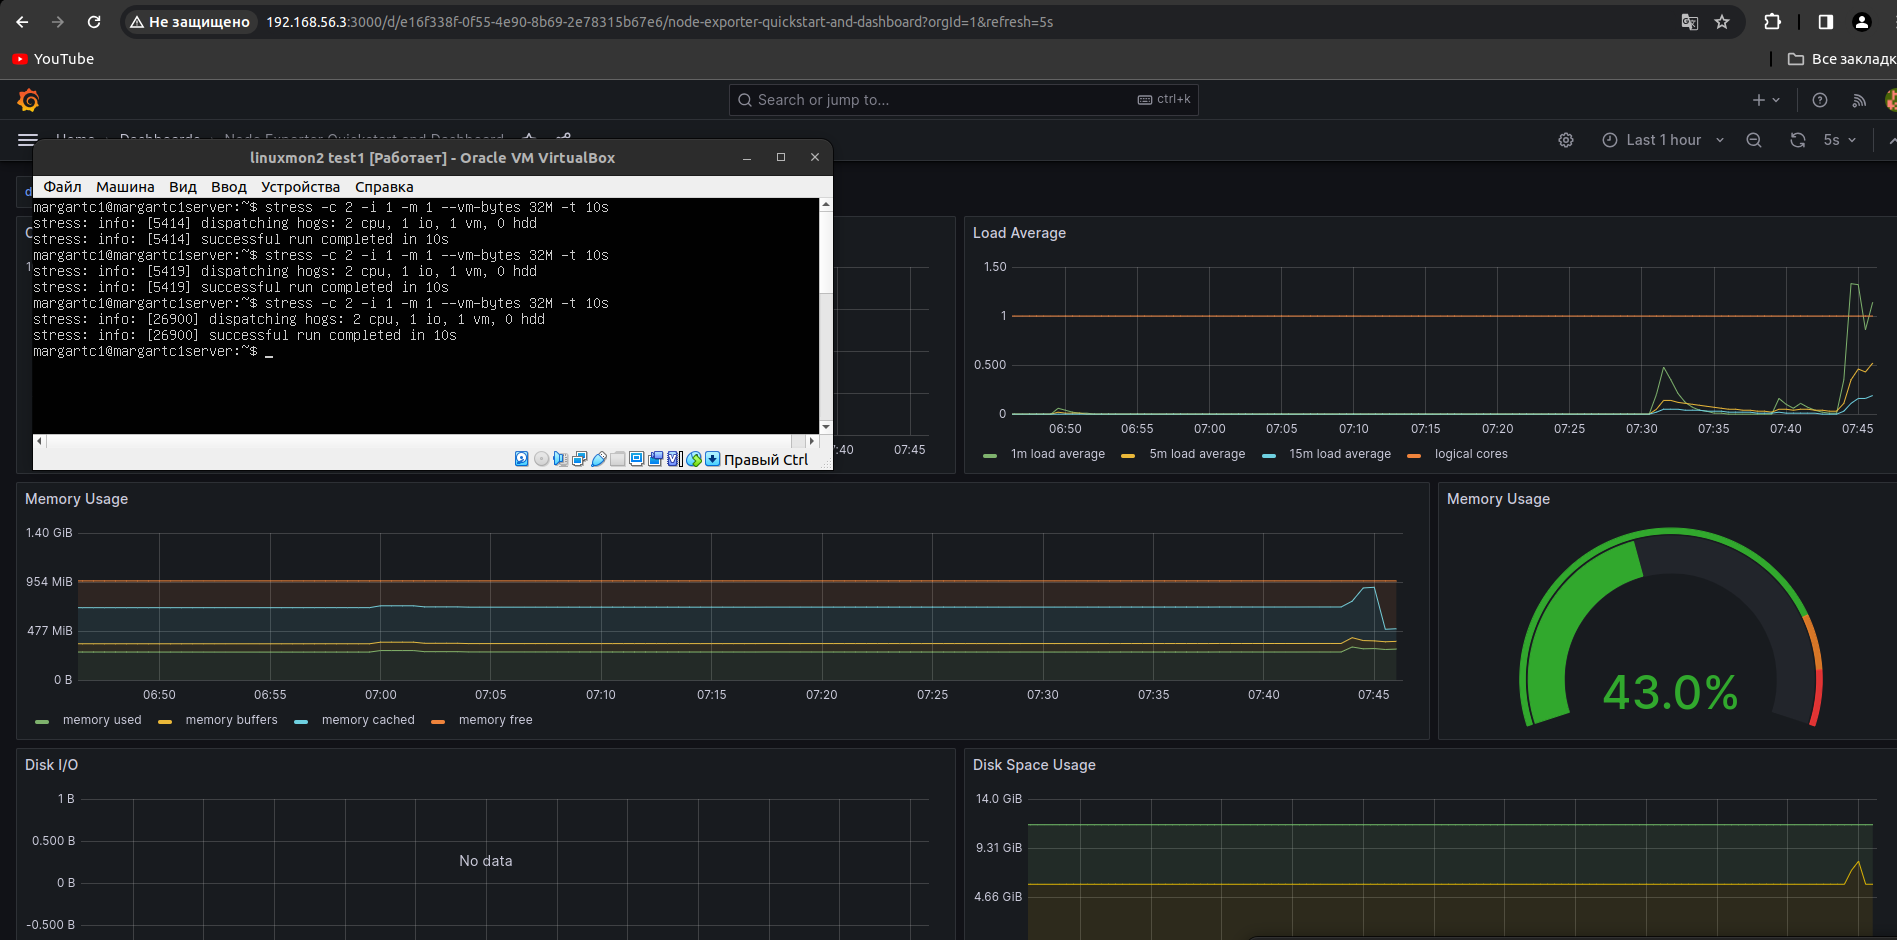 Не защищено 192.168.56.3:3000/d/e16f338f-0f55-4e90-8b69-2e78315b67e6/node-exporter-quickstart-and-dashboard?orgId=1&refresh=5s
YouTube
Все закладк
Search or jump to...
ctrl+k
Home Dashboards Node Exporter Quickstart and Dashboard
Last 1 hour
5s
linuxmon2 test1 [Работает] - Oracle VM VirtualBox
Файл Машина Вид Ввод Устройства Справка
margartc1@margartc1server:~$ stress -c 2 -i 1 -m 1 --vm-bytes 32M -t 10s
stress: info: [5414] dispatching hogs: 2 cpu, 1 io, 1 vm, 0 hdd
stress: info: [5414] successful run completed in 10s
margartc1@margartc1server:~$ stress -c 2 -i 1 -m 1 --vm-bytes 32M -t 10s
stress: info: [5419] dispatching hogs: 2 cpu, 1 io, 1 vm, 0 hdd
stress: info: [5419] successful run completed in 10s
margartc1@margartc1server:~$ stress -c 2 -i 1 -m 1 --vm-bytes 32M -t 10s
stress: info: [26900] dispatching hogs: 2 cpu, 1 io, 1 vm, 0 hdd
stress: info: [26900] successful run completed in 10s
margartc1@margartc1server:~$ _
Правый Ctrl
:40 07:45
Load Average
1.50
1
0.500
0
06:50 06:55 07:00 07:05 07:10 07:15 07:20 07:25 07:30 07:35 07:40 07:45
1m load average 5m load average 15m load average logical cores
Memory Usage
1.40 GiB
954 MiB
477 MiB
0 B
06:50 06:55 07:00 07:05 07:10 07:15 07:20 07:25 07:30 07:35 07:40 07:45
memory used memory buffers memory cached memory free
Memory Usage
43.0%
Disk I/O
1 B
0.500 B
0 B
-0.500 B
No data
Disk Space Usage
14.0 GiB
9.31 GiB
4.66 GiB